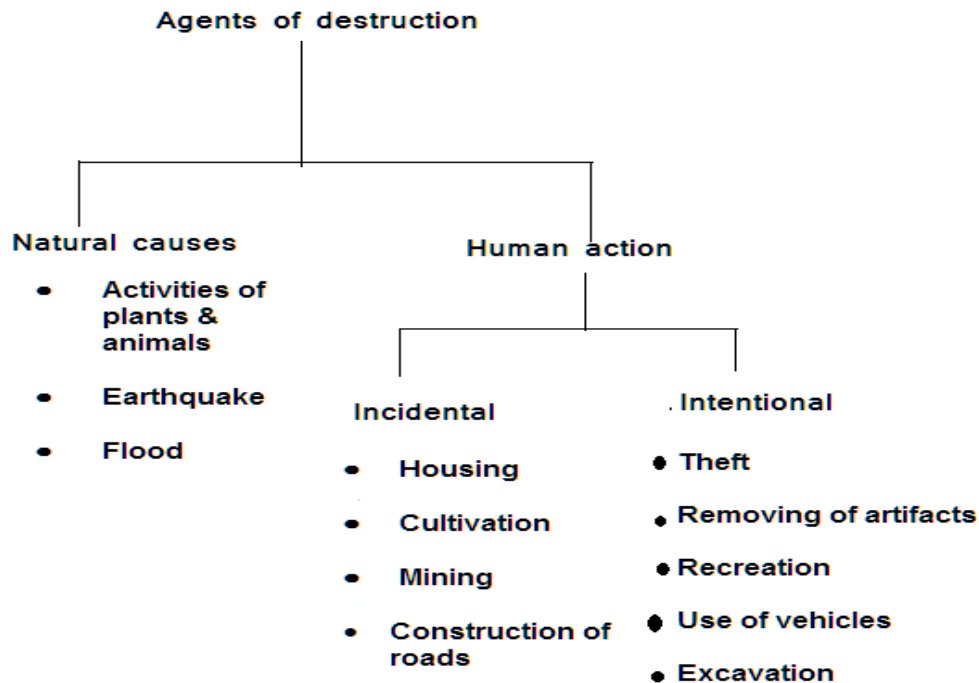 Agents of destruction
Natural causes
• Activities of
plants &
animals
• Earthquake
• Flood
Human action
Incidental
• Housing
• Cultivation
• Mining
• Construction of
roads
. Intentional
• Theft
• Removing of artifacts
• Recreation
• Use of vehicles
• Excavation